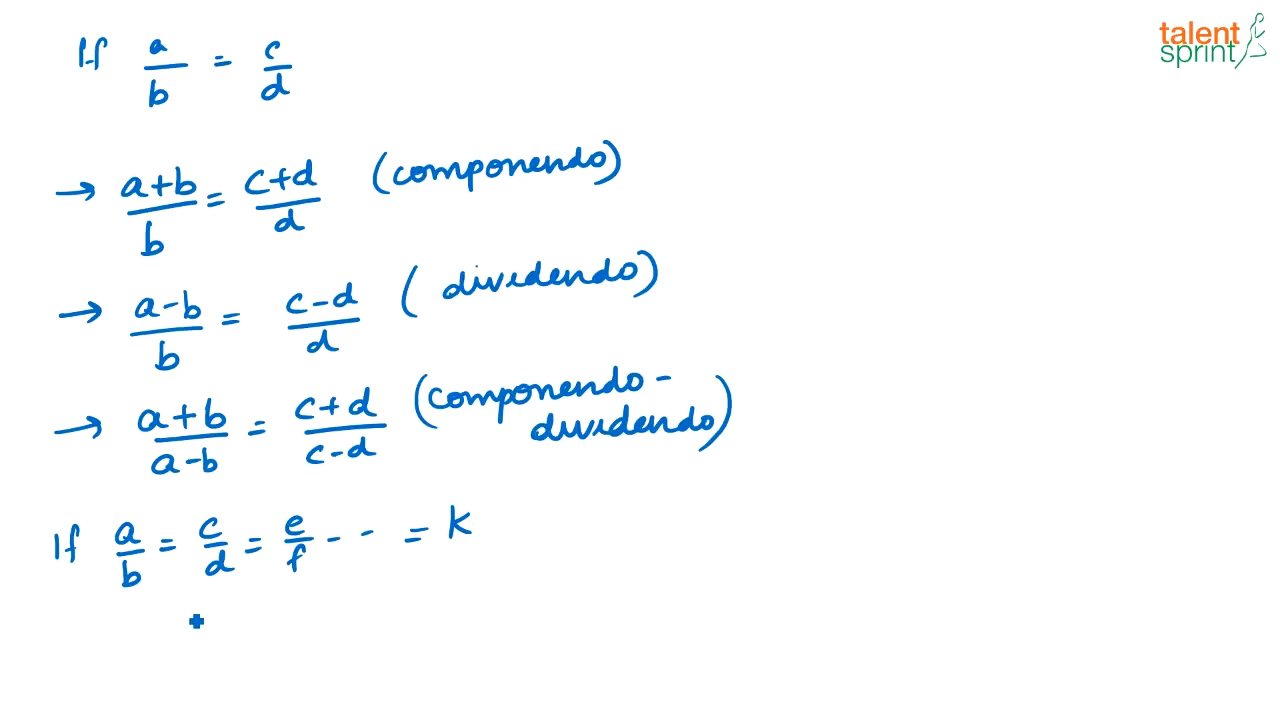 talent
sprint
If a/b = c/d
→ (a+b)/b = (c+d)/d (componendo)
→ (a-b)/b = (c-d)/d (dividendo)
→ (a+b)/(a-b) = (c+d)/(c-d) (componendo-
dividendo)
If a/b = c/d = e/f - - - = k